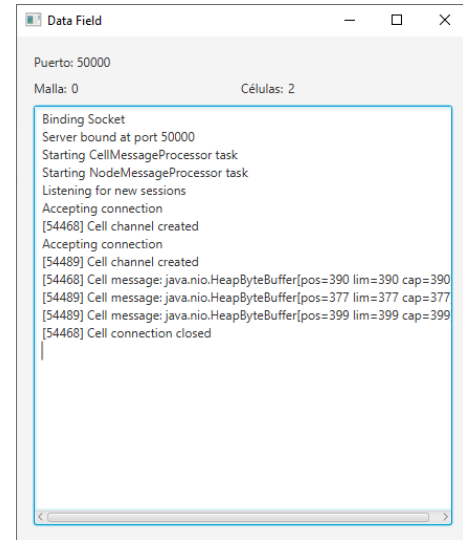 Data Field
Puerto: 50000
Malla: 0 Células: 2
Binding Socket
Server bound at port 50000
Starting CellMessageProcessor task
Starting NodeMessageProcessor task
Listening for new sessions
Accepting connection
[54468] Cell channel created
Accepting connection
[54489] Cell channel created
[54468] Cell message: java.nio.HeapByteBuffer[pos=390 lim=390 cap=390
[54489] Cell message: java.nio.HeapByteBuffer[pos=377 lim=377 cap=377
[54489] Cell message: java.nio.HeapByteBuffer[pos=399 lim=399 cap=399
[54468] Cell connection closed